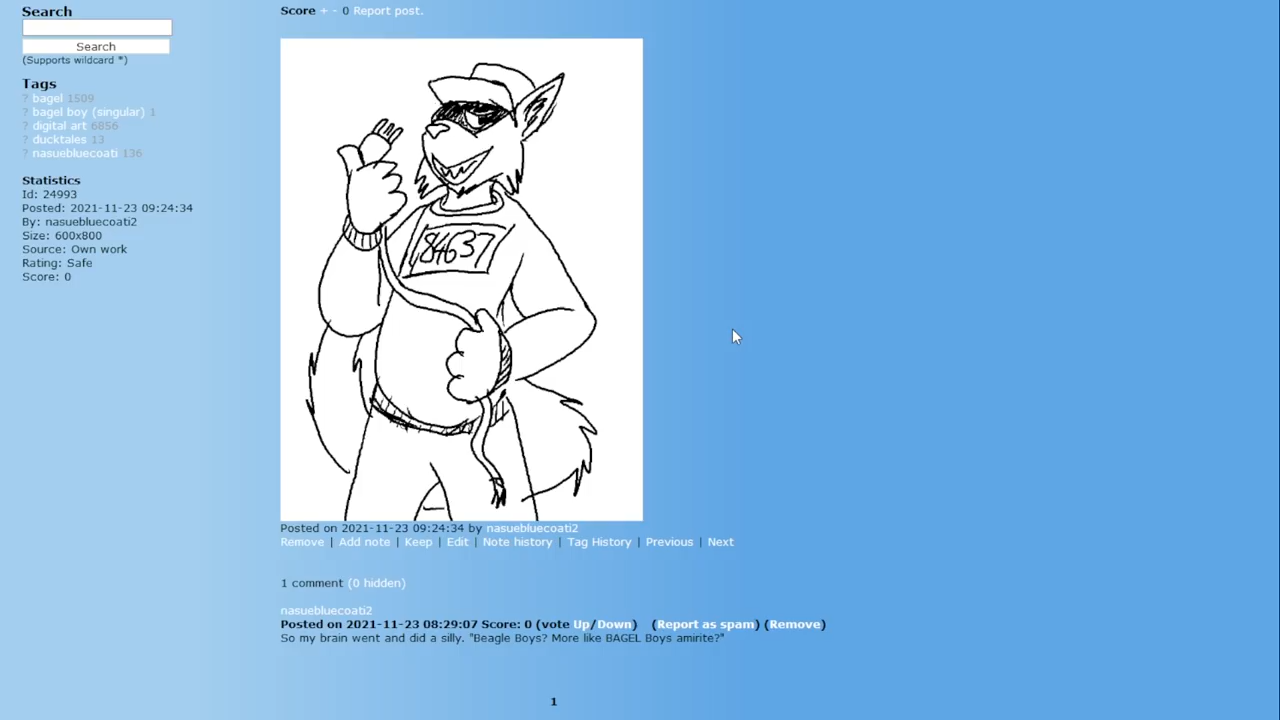 Search
Score + - 0 Report post.
Search
(Supports wildcard *)
Tags
? bagel 1509
? bagel boy (singular) 1
? digital art 6856
? ducktales 13
? nasuebluecoati 136
Statistics
Id: 24993
Posted: 2021-11-23 09:24:34
By: nasuebluecoati2
Size: 600x800
Source: Own work
Rating: Safe
Score: 0
184637
Posted on 2021-11-23 09:24:34 by nasuebluecoati2
Remove | Add note | Keep | Edit | Note history | Tag History | Previous | Next
1 comment (0 hidden)
nasuebluecoati2
Posted on 2021-11-23 08:29:07 Score: 0 (vote Up/Down) (Report as spam) (Remove)
So my brain went and did a silly. "Beagle Boys? More like BAGEL Boys amirite?"
1